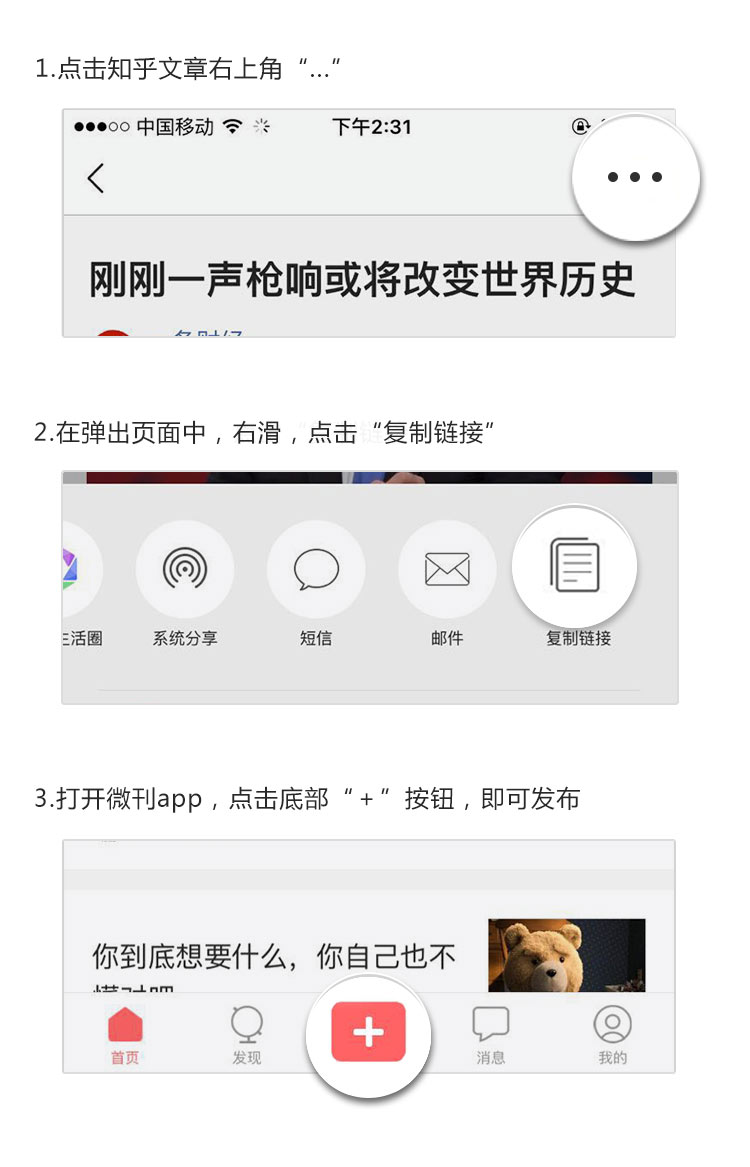 1.点击知乎文章右上角“...”
中国移动 下午2:31
刚刚一声枪响或将改变世界历史
2.在弹出页面中，右滑，点击“复制链接”
生活圈 系统分享 短信 邮件 复制链接
3.打开微刊app，点击底部“+”按钮，即可发布
你到底想要什么，你自己也不
首页 发现 消息 我的